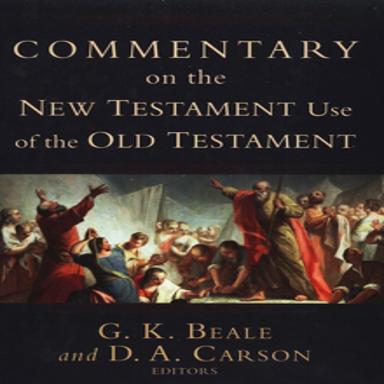 COMMENTARY
on the
NEW TESTAMENT USE
of the OLD TESTAMENT
G. K. BEALE
and D. A. CARSON
EDITORS